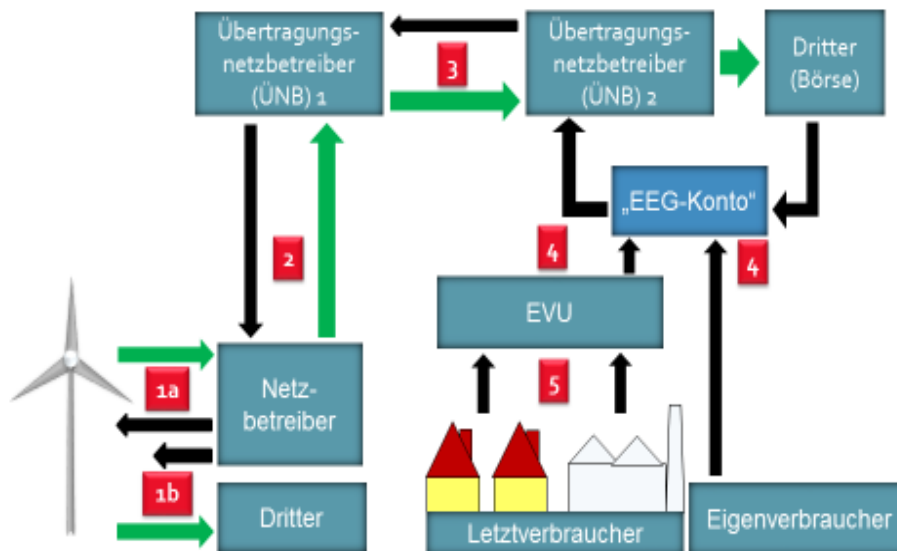 Übertragungs-
netzbetreiber
(ÜNB) 1
3
Übertragungs-
netzbetreiber
(ÜNB) 2
Dritter
(Börse)
„EEG-Konto“
2
4
4
EVU
1a
Netz-
betreiber
5
1b
Dritter
Letztverbraucher
Eigenverbraucher